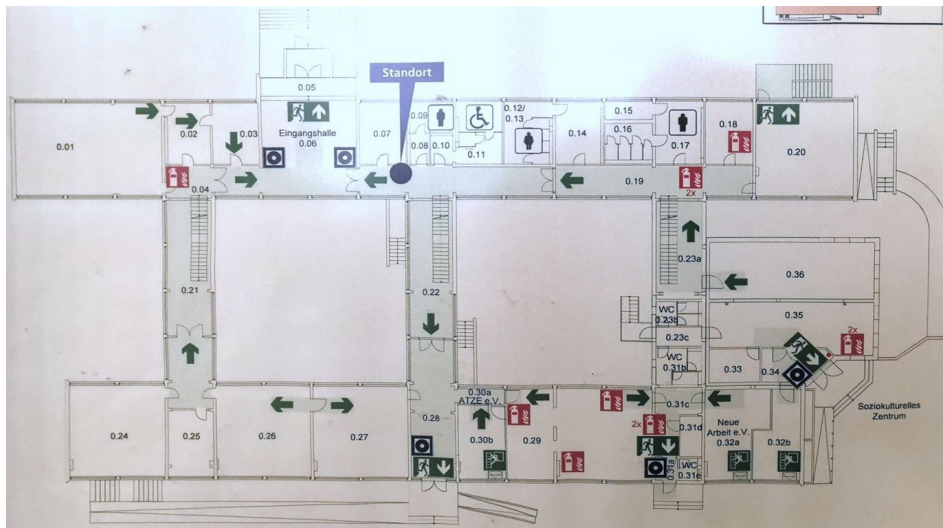 Standort
0.05
Eingangshalle
0.06
0.01
0.02
0.03
0.04
0.07
0.09
0.08
0.10
0.11
0.12/
0.13
0.14
0.15
0.16
0.17
0.18
0.19
2x
0.20
0.21
0.22
0.23a
WC
0.23b
0.23c
WC
0.31b
0.36
0.35
2x
0.33
0.34
0.24
0.25
0.26
0.27
0.28
0.30a
ATZE e.V.
0.30b
0.29
0.31c
2x
0.31d
0.31a
WC
0.31e
Neue
Arbeit e.V.
0.32a
0.32b
Soziokulturelles
Zentrum